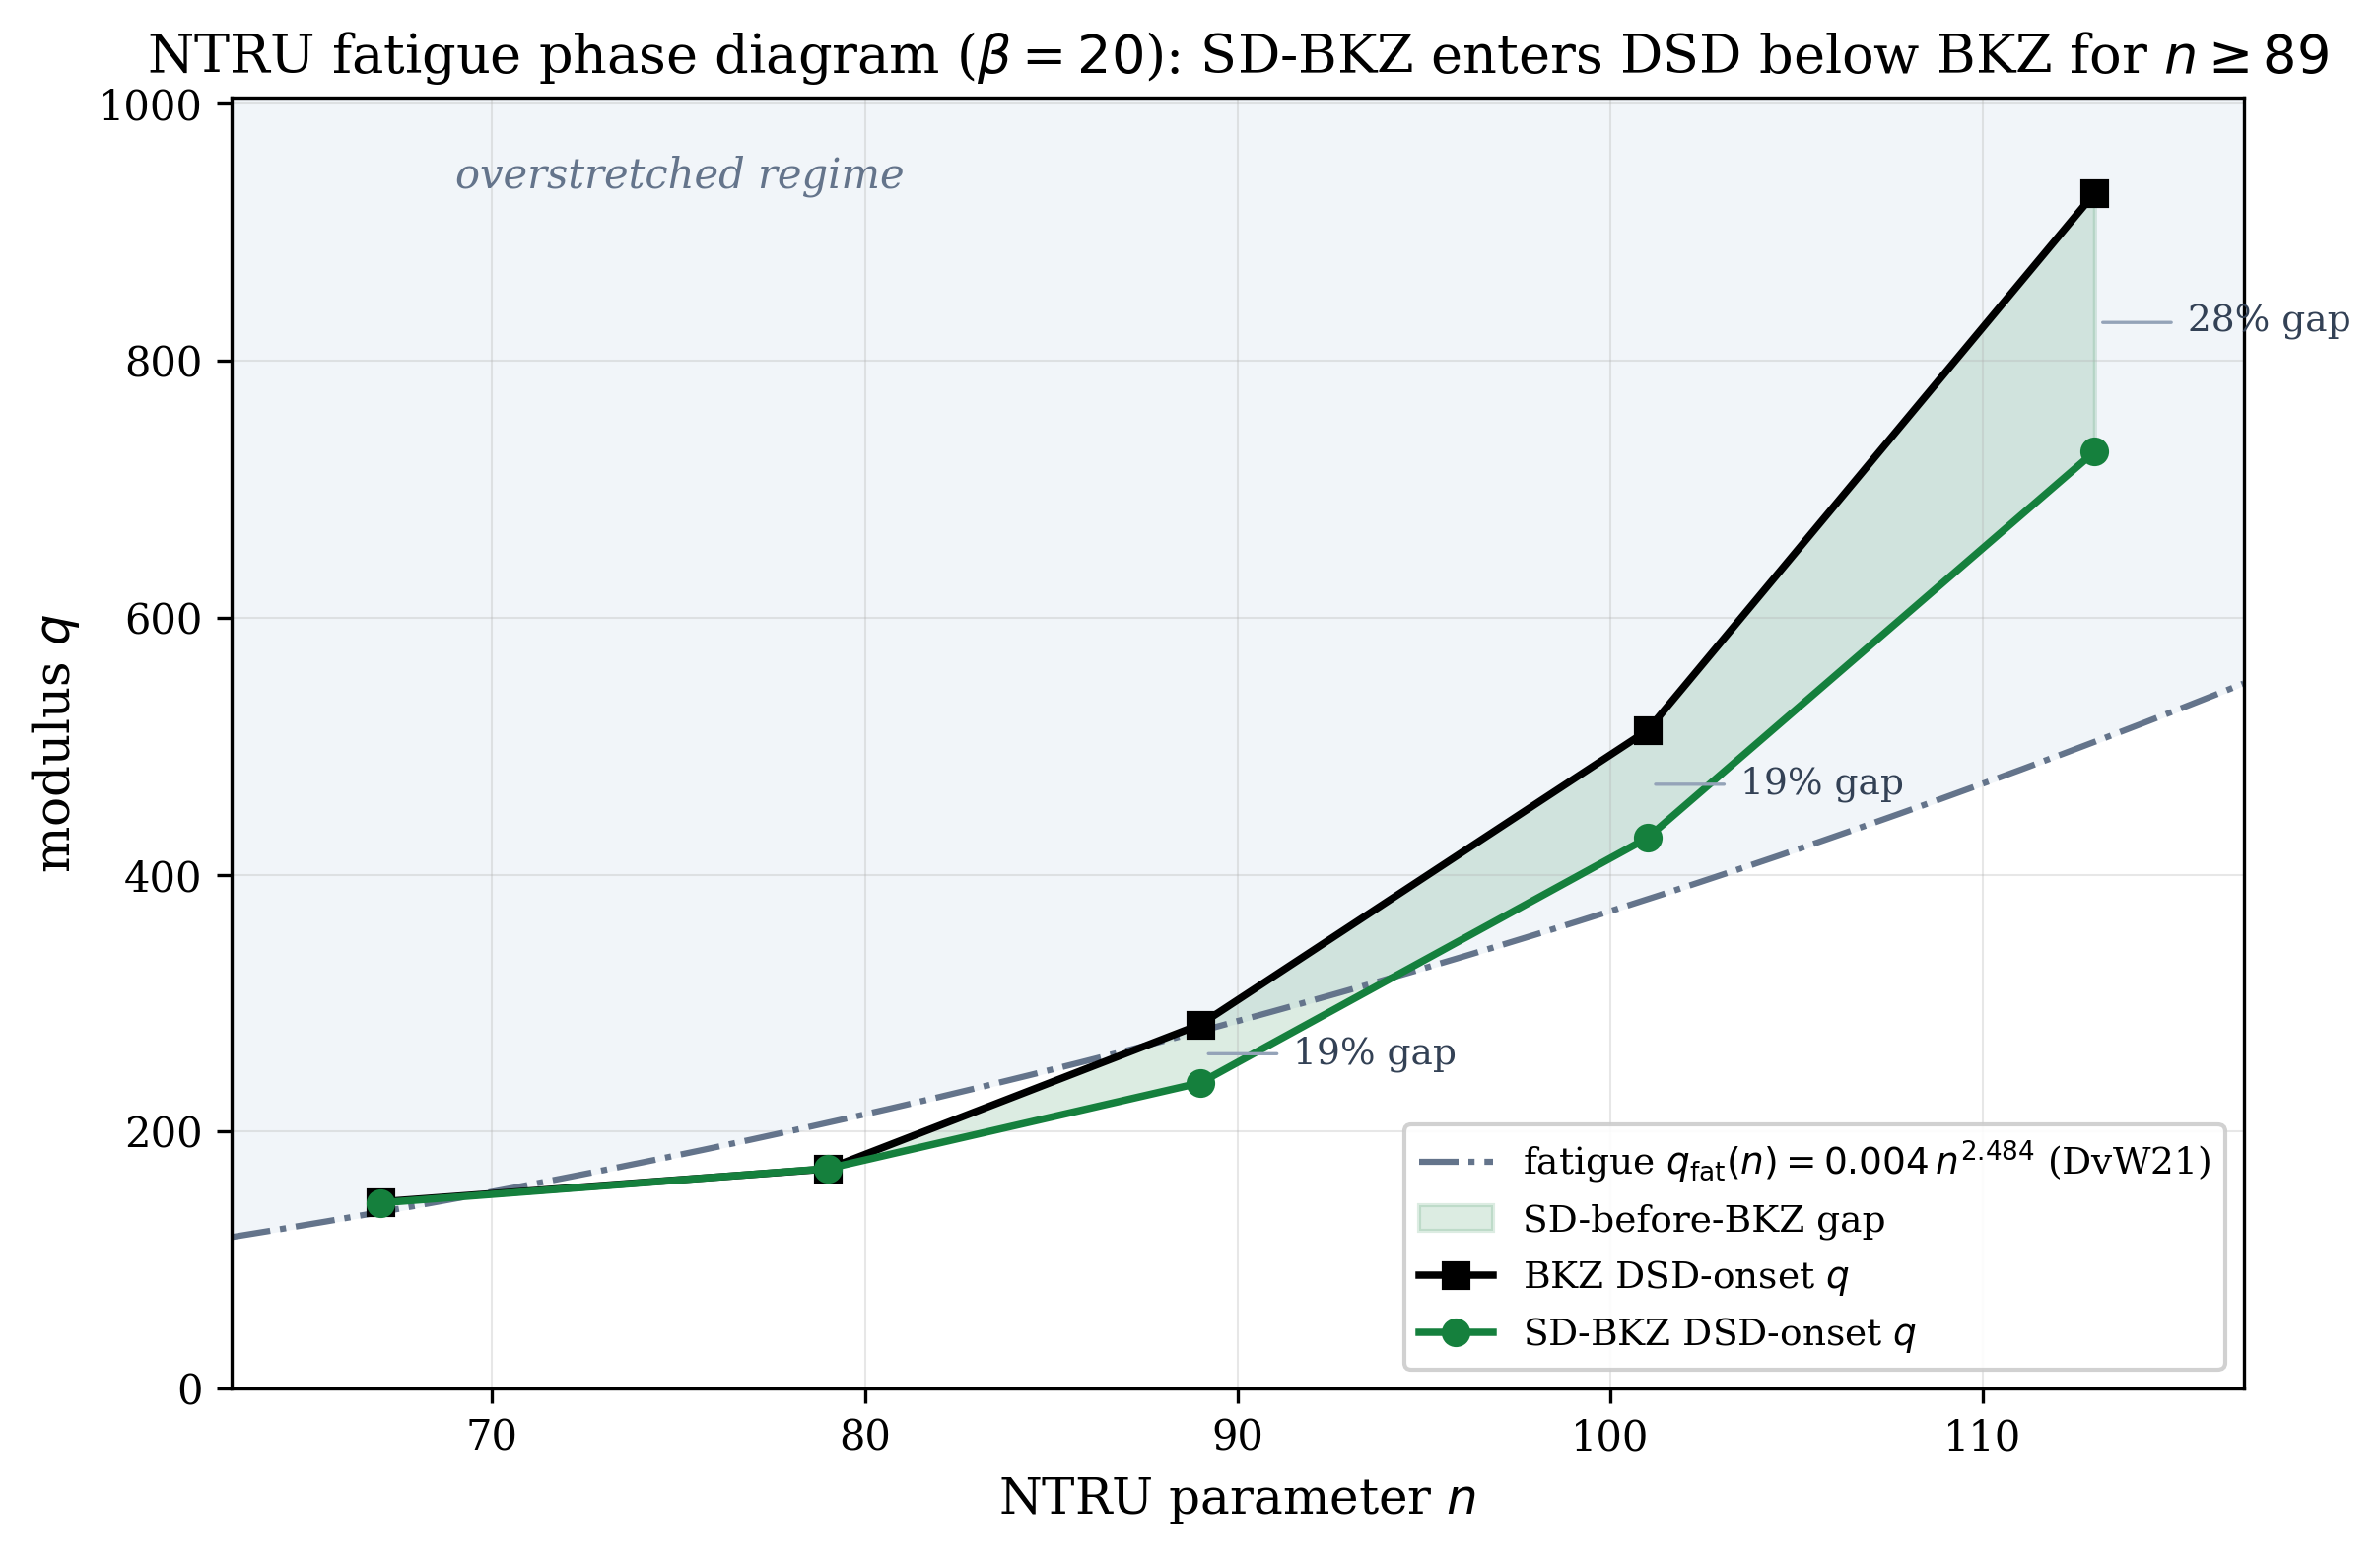 NTRU fatigue phase diagram (β = 20): SD-BKZ enters DSD below BKZ for n ≥ 89
1000
800
600
400
200
0
modulus q
overstretched regime
28% gap
19% gap
19% gap
fatigue q_fat(n) = 0.004 n^2.484 (DvW21)
SD-before-BKZ gap
BKZ DSD-onset q
SD-BKZ DSD-onset q
70 80 90 100 110
NTRU parameter n